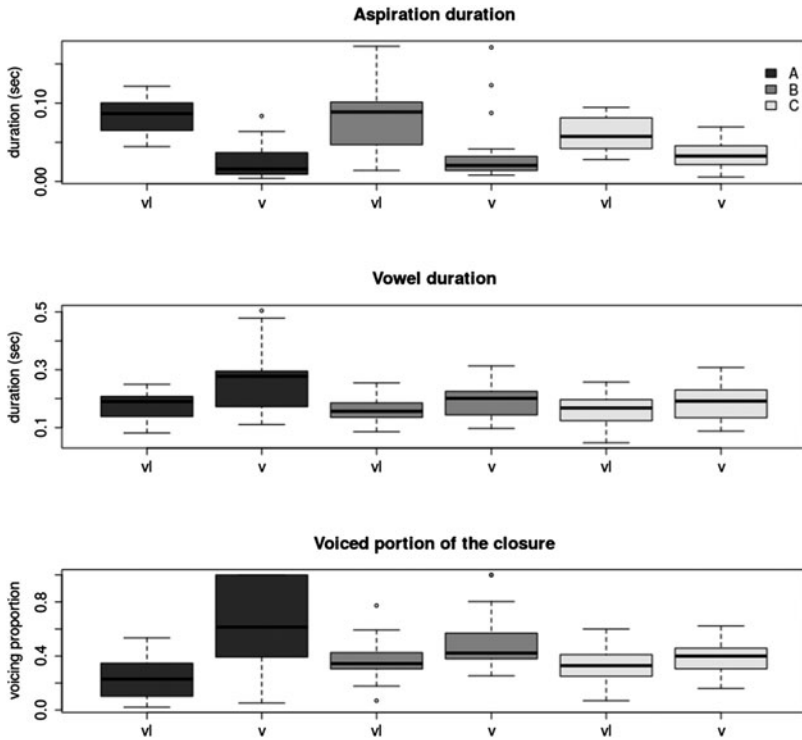 Aspiration duration
duration (sec)
0.10
0.00
A
B
C
vl v vl v vl v
Vowel duration
duration (sec)
0.5
0.3
0.1
vl v vl v vl v
Voiced portion of the closure
voicing proportion
0.8
0.4
0.0
vl v vl v vl v